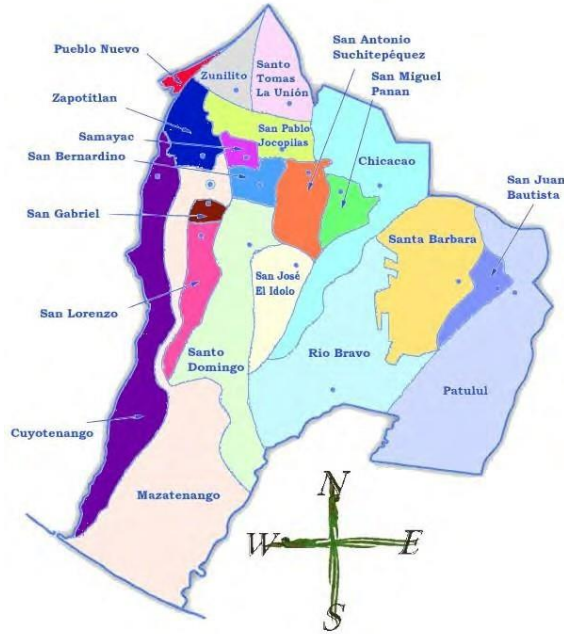 Pueblo Nuevo
Zunilito
Santo
Tomas
La Unión
San Antonio
Suchitepéquez
San Miguel
Panan
Zapotitlan
San Pablo
Jocopilas
Samayac
San Bernardino
Chicacao
San Juan
Bautista
San Gabriel
Santa Barbara
San José
El Idolo
San Lorenzo
Santo
Domingo
Rio Bravo
Patulul
Cuyotenango
Mazatenango
N
W
E
S